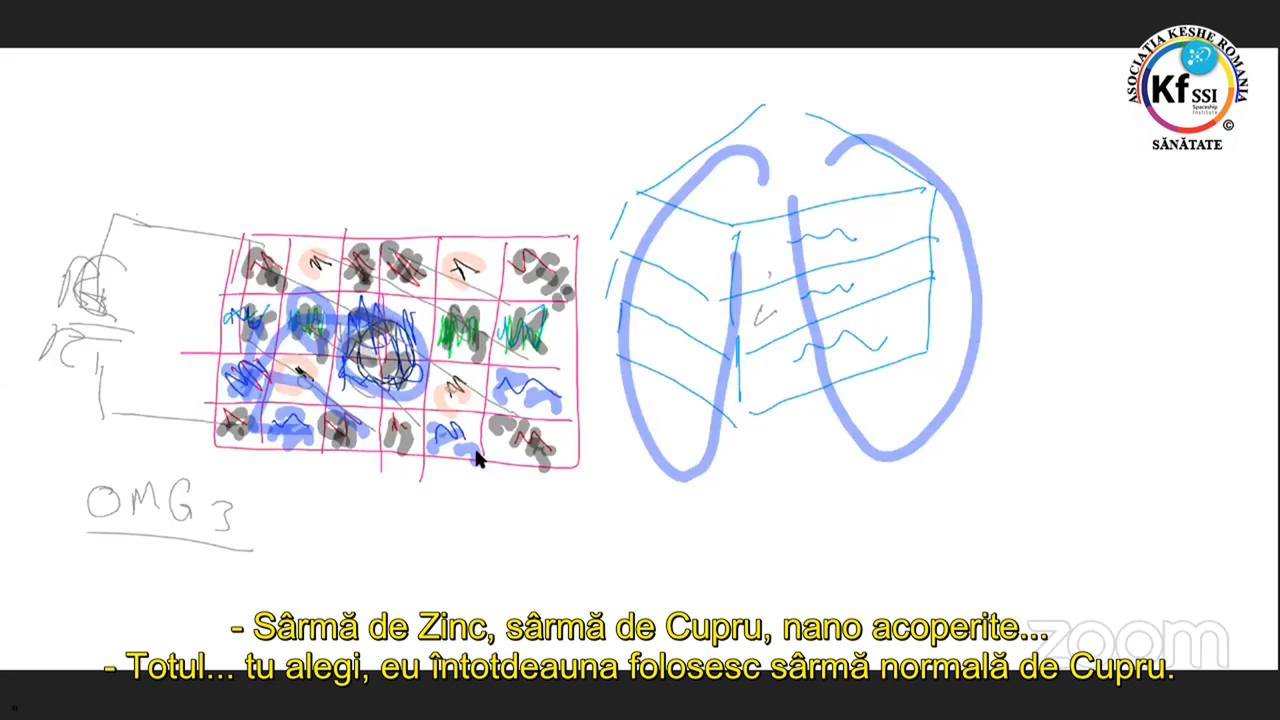 ASOCIAȚIA KESHE ROMANIA
Kf SSI
Spaceship
Institute
©
SĂNĂTATE
OMG 3
- Sârmă de Zinc, sârmă de Cupru, nano acoperite...
zoom
- Totul... tu alegi, eu întotdeauna folosesc sârmă normală de Cupru.